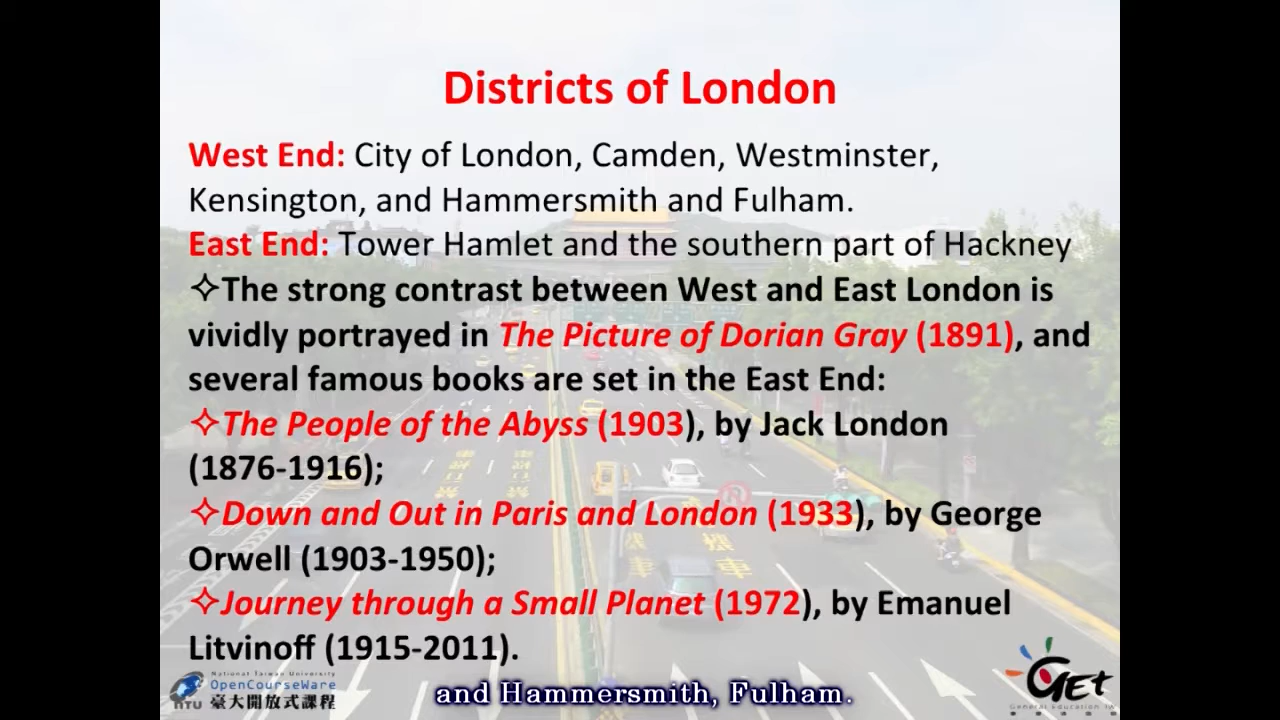 Districts of London
West End: City of London, Camden, Westminster,
Kensington, and Hammersmith and Fulham.
East End: Tower Hamlet and the southern part of Hackney
✧The strong contrast between West and East London is
vividly portrayed in The Picture of Dorian Gray (1891), and
several famous books are set in the East End:
✧The People of the Abyss (1903), by Jack London
(1876-1916);
✧Down and Out in Paris and London (1933), by George
Orwell (1903-1950);
✧Journey through a Small Planet (1972), by Emanuel
Litvinoff (1915-2011).
National Taiwan University
OpenCourseWare
NTU 臺大開放式課程
and Hammersmith, Fulham.
GET
General Education TW